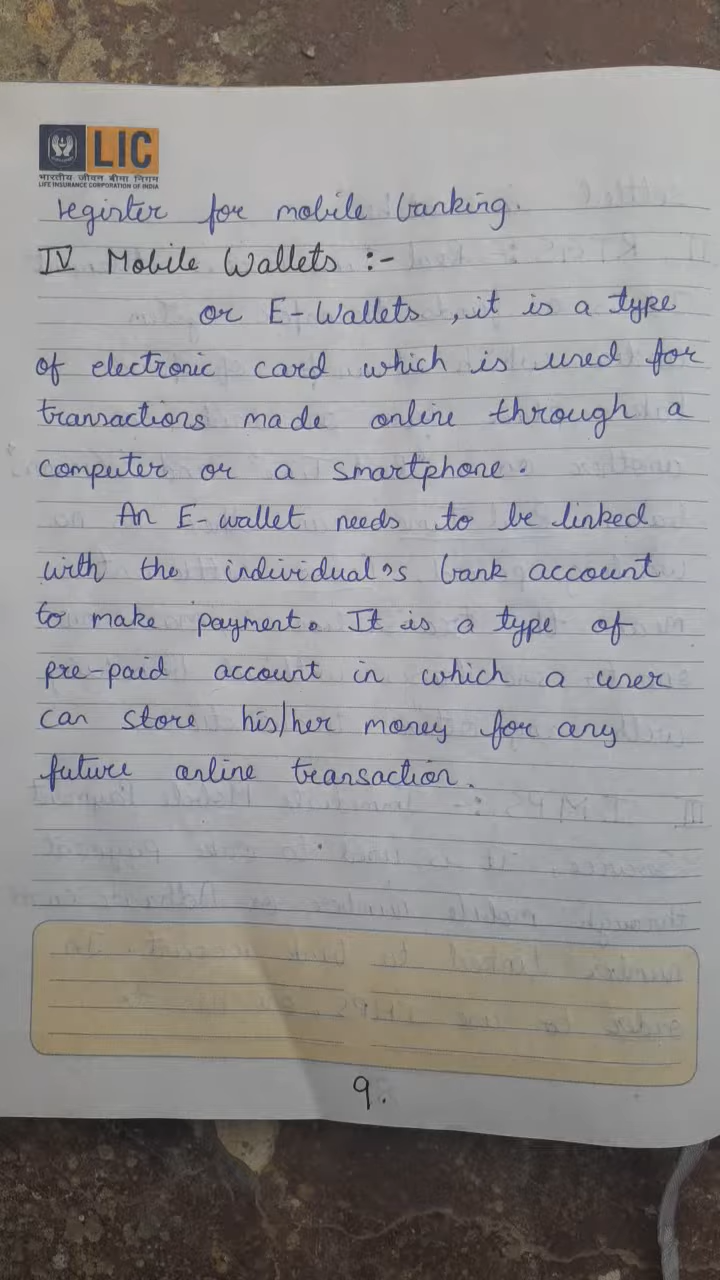 LIC
भारतीय जीवन बीमा निगम
LIFE INSURANCE CORPORATION OF INDIA
register for mobile banking.
IV Mobile Wallets :-
or E-Wallets, it is a type
of electronic card which is used for
transactions made online through a
computer or a smartphone.
An E-wallet needs to be linked
with the individual's bank account
to make payment. It is a type of
pre-paid account in which a user
can store his/her money for any
future online transaction.
9.